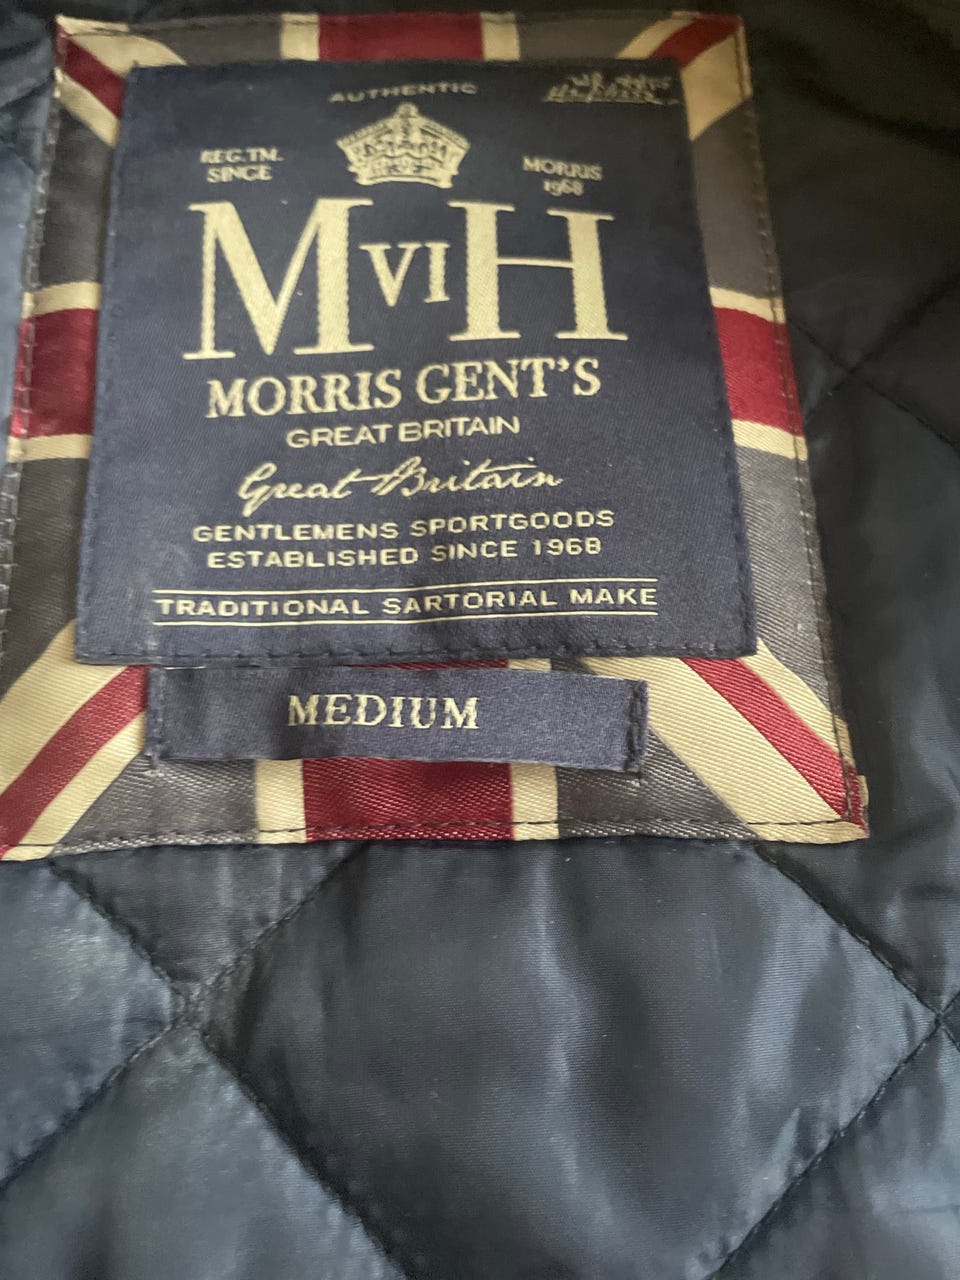 AUTHENTIC
REG.TM. MORRIS
SINCE 1968
MVIH
MORRIS GENT'S
GREAT BRITAIN
Great Britain
GENTLEMENS SPORTGOODS
ESTABLISHED SINCE 1968
TRADITIONAL SARTORIAL MAKE
MEDIUM